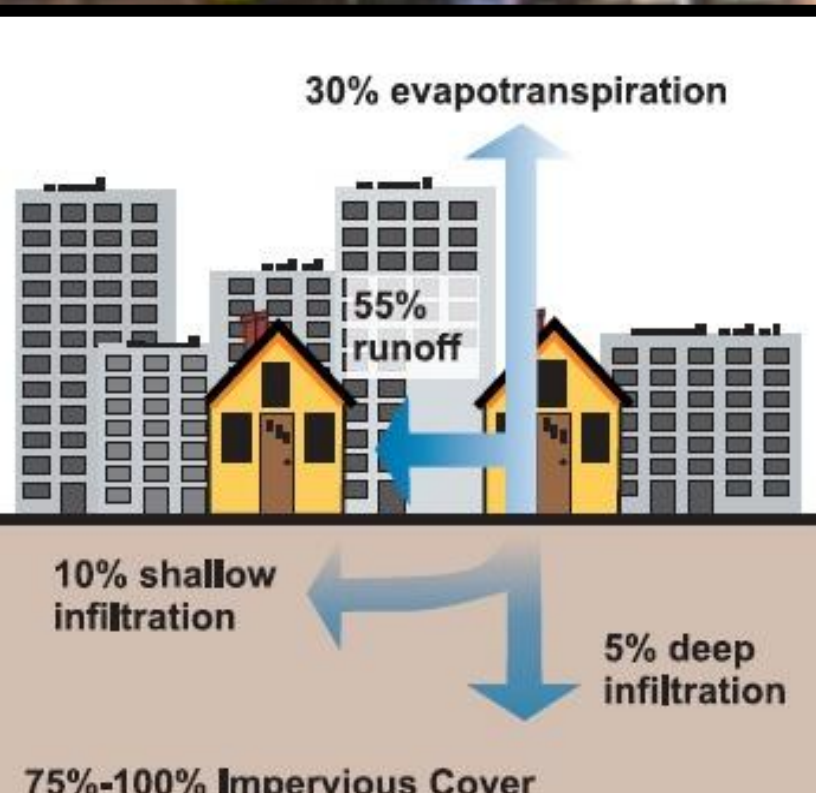 30% evapotranspiration
55%
runoff
10% shallow
infiltration
5% deep
infiltration
75%-100% Impervious Cover